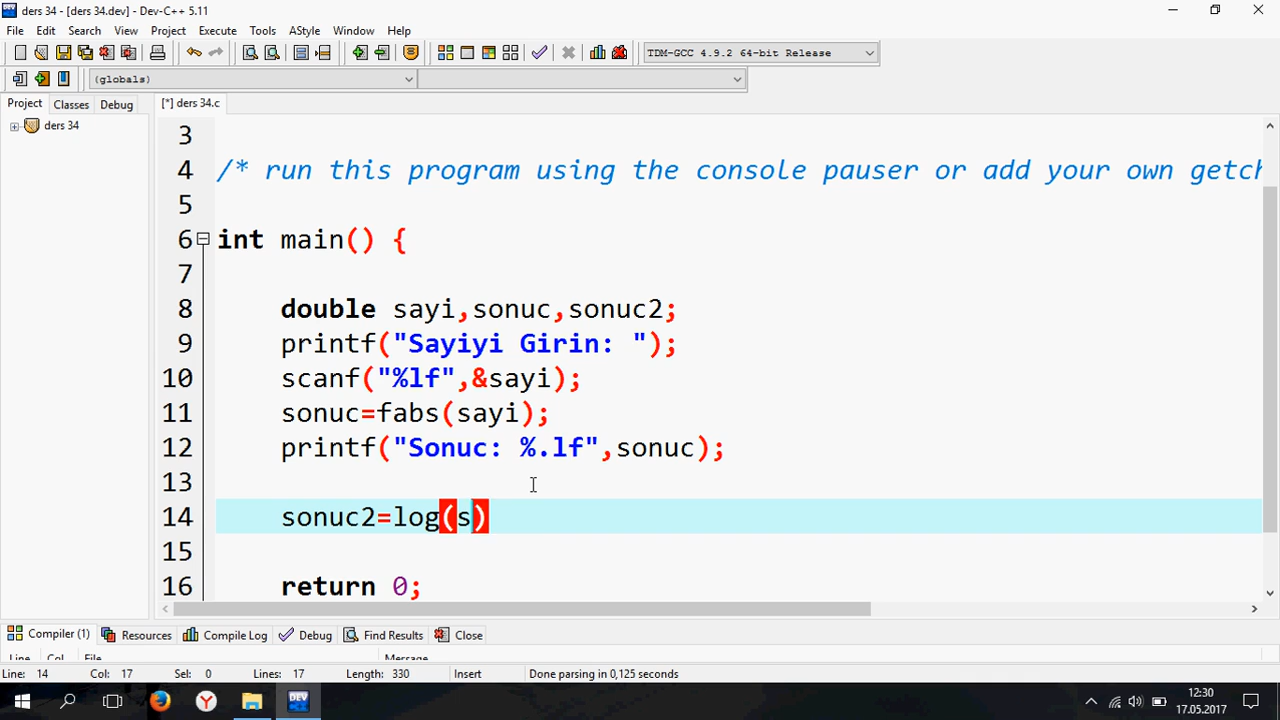 ders 34 - [ders 34.dev] - Dev-C++ 5.11
File Edit Search View Project Execute Tools AStyle Window Help
TDM-GCC 4.9.2 64-bit Release
(globals)
Project Classes Debug
[*] ders 34.c
ders 34
3
4 /* run this program using the console pauser or add your own getch
5
6 int main() {
7
8 double sayi,sonuc,sonuc2;
9 printf("Sayiyi Girin: ");
10 scanf("%lf",&sayi);
11 sonuc=fabs(sayi);
12 printf("Sonuc: %.lf",sonuc);
13
14 sonuc2=log(s)
15
16 return 0;
Compiler (1) Resources Compile Log Debug Find Results Close
Line Col File Message
Line: 14 Col: 17 Sel: 0 Lines: 17 Length: 330 Insert Done parsing in 0,125 seconds
DEV
12:30
17.05.2017